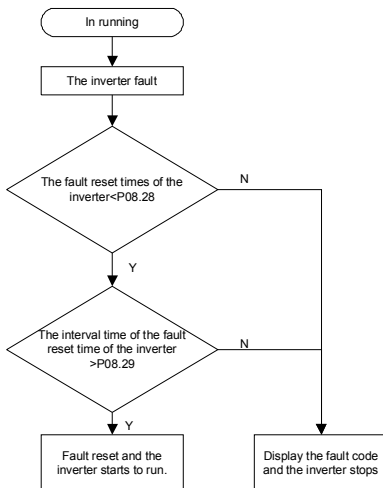 In running
The inverter fault
The fault reset times of the
inverter<P08.28
N
Y
The interval time of the fault
reset time of the inverter
>P08.29
N
Y
Fault reset and the
inverter starts to run.
Display the fault code
and the inverter stops